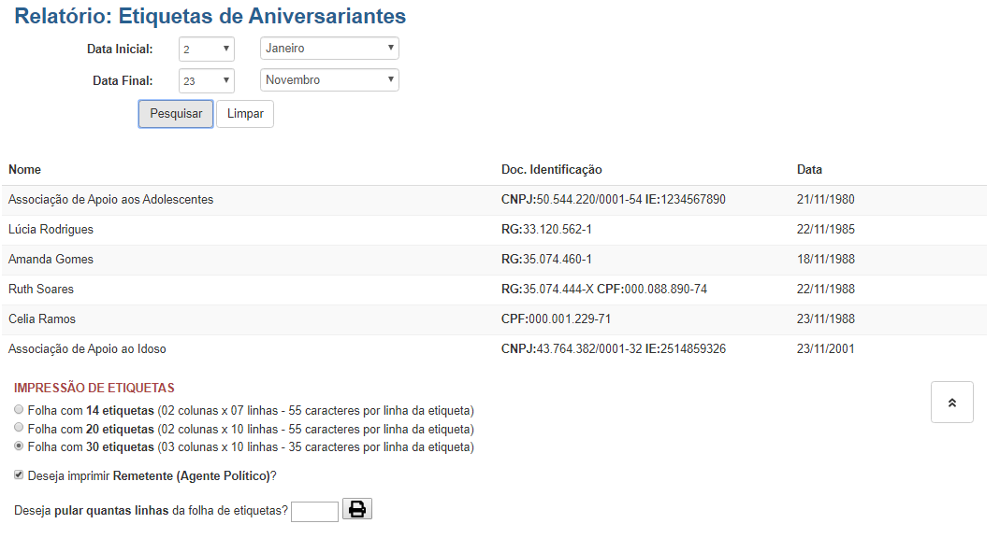 Relatório: Etiquetas de Aniversariantes
Data Inicial: 2 Janeiro
Data Final: 23 Novembro
Pesquisar Limpar
Nome Doc. Identificação Data
Associação de Apoio aos Adolescentes CNPJ:50.544.220/0001-54 IE:1234567890 21/11/1980
Lúcia Rodrigues RG:33.120.562-1 22/11/1985
Amanda Gomes RG:35.074.460-1 18/11/1988
Ruth Soares RG:35.074.444-X CPF:000.088.890-74 22/11/1988
Celia Ramos CPF:000.001.229-71 23/11/1988
Associação de Apoio ao Idoso CNPJ:43.764.382/0001-32 IE:2514859326 23/11/2001
IMPRESSÃO DE ETIQUETAS
Folha com 14 etiquetas (02 colunas x 07 linhas - 55 caracteres por linha da etiqueta)
Folha com 20 etiquetas (02 colunas x 10 linhas - 55 caracteres por linha da etiqueta)
Folha com 30 etiquetas (03 colunas x 10 linhas - 35 caracteres por linha da etiqueta)
Deseja imprimir Remetente (Agente Político)?
Deseja pular quantas linhas da folha de etiquetas?